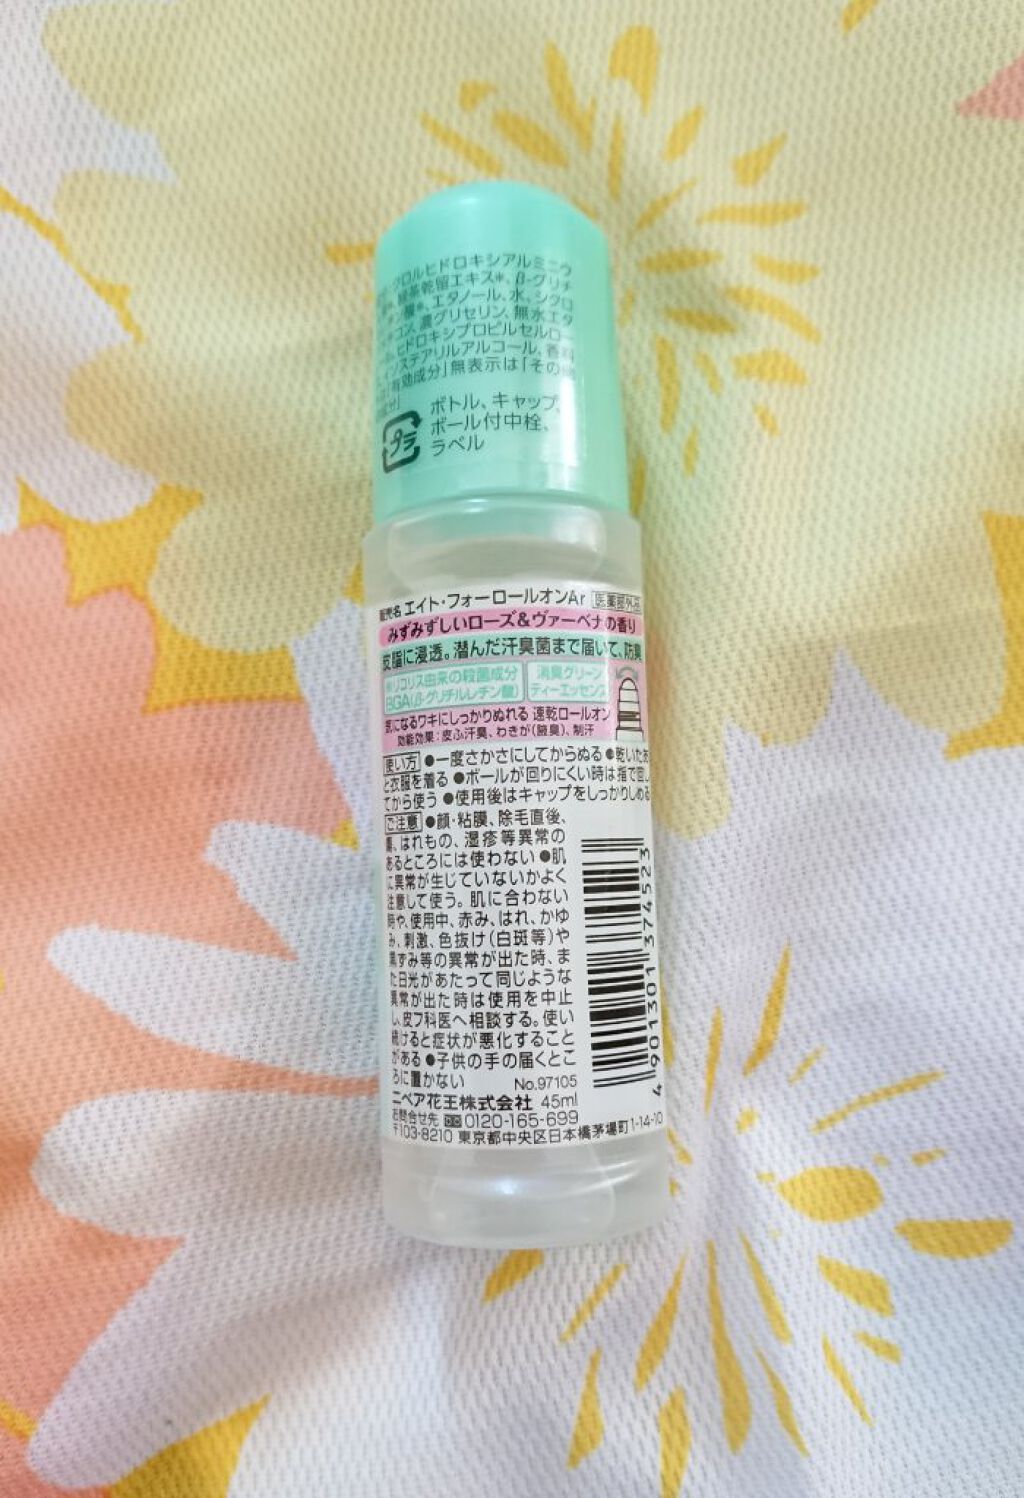 クロルヒドロキシアルミニウ
緑茶乾留エキス*、β-グリチ
酸*、エタノール、水、シクロ
コン、濃グリセリン、無水エタ
ヒドロキシプロピルセルロー
イソステアリルアルコール、香料
「有効成分」無表示は「その他
ボトル、キャップ、
プラ ボール付中栓、
ラベル
販売名 エイト・フォーロールオンAr 医薬部外品
みずみずしいローズ&ヴァーベナの香り
皮脂に浸透。潜んだ汗臭菌まで届いて、防臭
リコリス由来の殺菌成分 消臭グリーン
BGA(β-グリチルレチン酸) ティーエッセンス
気になるワキにしっかりぬれる 速乾ロールオン
効能効果:皮ふ汗臭、わきが(腋臭)、制汗
使い方 ●一度さかさにしてからぬる ●乾いたあ
と衣服を着る ●ボールが回りにくい時は指で回し
てから使う ●使用後はキャップをしっかりしめる
ご注意 ●顔・粘膜、除毛直後、
傷、はれもの、湿疹等異常の
あるところには使わない ●肌
に異常が生じていないかよく
注意して使う。肌に合わない
時や、使用中、赤み、はれ、かゆ
み、刺激、色抜け(白斑等)や
黒ずみ等の異常が出た時、ま
た日光があたって同じような
異常が出た時は使用を中止
し、皮フ科医へ相談する。使い
続けると症状が悪化すること
がある ●子供の手の届くとこ
ろに置かない No.97105
ニベア花王株式会社 45ml
お問合せ先 0120-165-699
〒103-8210 東京都中央区日本橋茅場町1-14-10
4901301374523